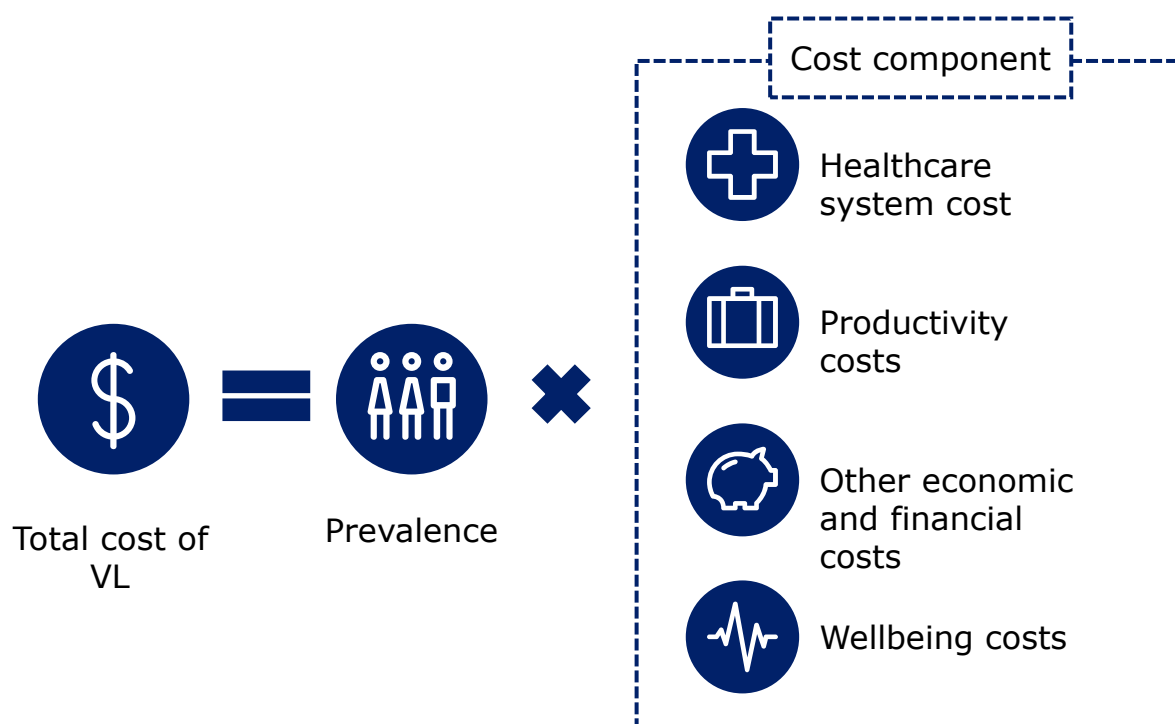 Cost component
Healthcare
system cost
Productivity
costs
Other economic
and financial
costs
Wellbeing costs
Total cost of
VL
Prevalence